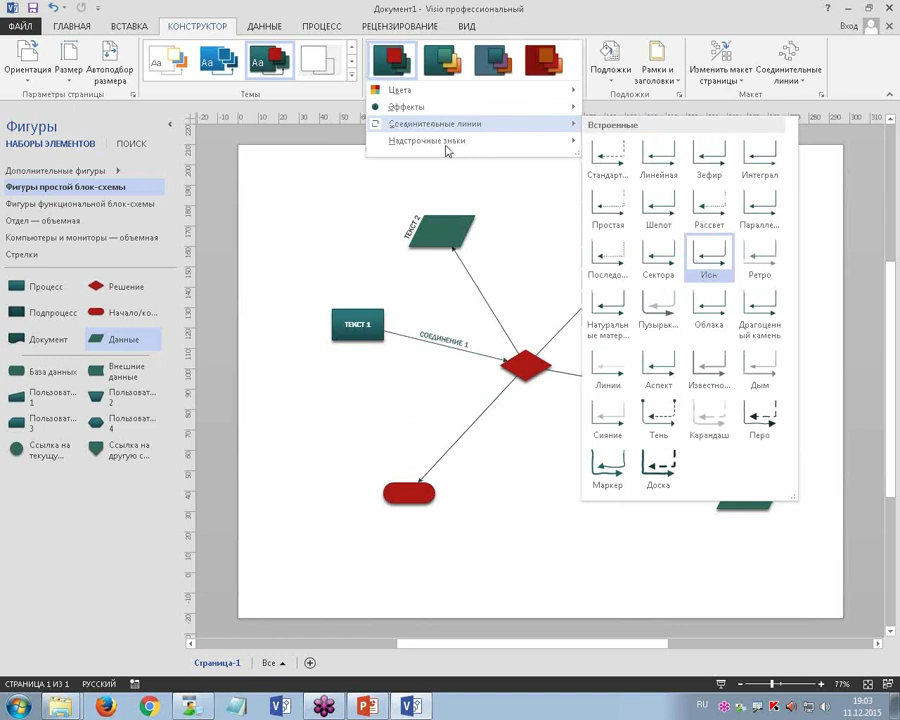 Документ1 - Visio профессиональный
ФАЙЛ ГЛАВНАЯ ВСТАВКА КОНСТРУКТОР ДАННЫЕ ПРОЦЕСС РЕЦЕНЗИРОВАНИЕ ВИД Вход
Ориентация Размер Автоподбор размера
Параметры страницы
Aa Aa Aa
Темы
Цвета
Эффекты
Соединительные линии
Надстрочные знаки
Подложки Рамки и заголовки
Подложки
Изменить макет страницы Соединительные линии
Макет
Фигуры
НАБОРЫ ЭЛЕМЕНТОВ ПОИСК
Дополнительные фигуры
Фигуры простой блок-схемы
Фигуры функциональной блок-схемы
Отдел — объемная
Компьютеры и мониторы — объемная
Стрелки
Процесс Решение
Подпроцесс Начало/ко...
Документ Данные
База данных Внешние данные
Пользоват... 1 Пользоват... 2
Пользоват... 3 Пользоват... 4
Ссылка на текущу... Ссылка на другую с...
ТЕКСТ 2
ТЕКСТ 1
СОЕДИНЕНИЕ 1
Встроенные
Стандарт... Линейная Зефир Интеграл
Простая Шепот Рассвет Паралле...
Последо... Сектора Ион Ретро
Натуральные матер... Пузырьк... Облака Драгоценный камень
Линии Аспект Известно... Дым
Сияние Тень Карандаш Перо
Маркер Доска
Страница-1 Все
СТРАНИЦА 1 ИЗ 1 РУССКИЙ 77%
RU 19:03
11.12.2015